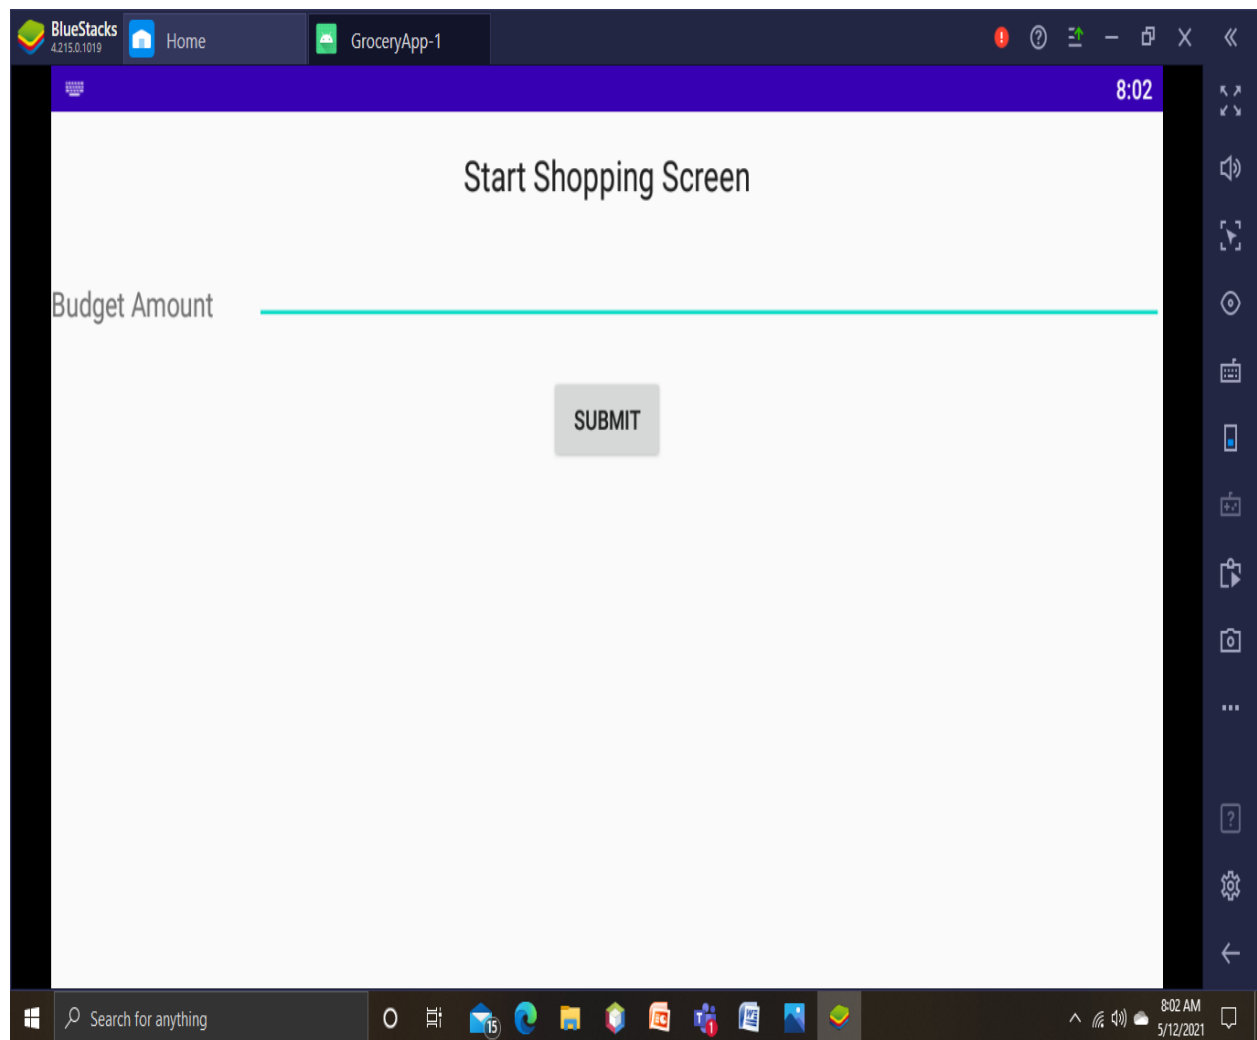 BlueStacks
4.215.0.1019
Home
GroceryApp-1
8:02
Start Shopping Screen
Budget Amount
SUBMIT
Search for anything
15
1
8:02 AM
5/12/2021